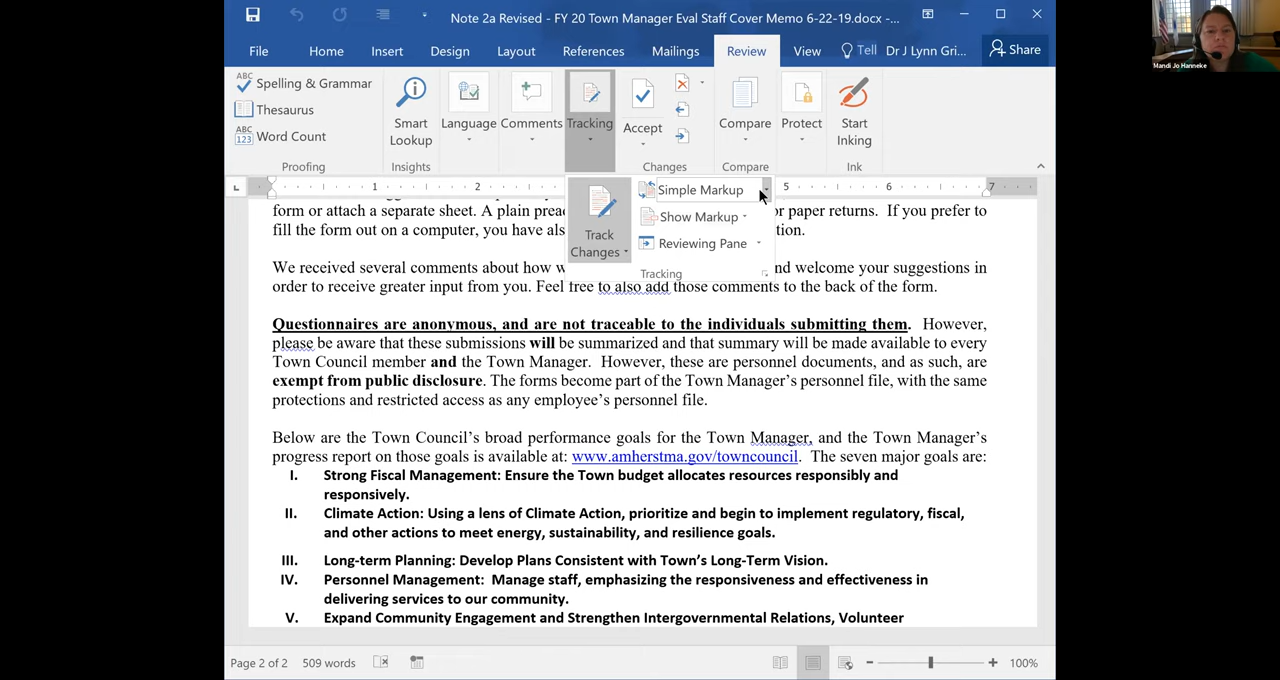 Note 2a Revised - FY 20 Town Manager Eval Staff Cover Memo 6-22-19.docx -...
File Home Insert Design Layout References Mailings Review View Tell Dr J Lynn Gri... Share
ABC Spelling & Grammar
Thesaurus
ABC 123 Word Count
Proofing
Smart Lookup
Insights
Language
Comments
Tracking
Accept
Changes
Compare
Compare
Protect
Start Inking
Ink
Mandi Jo Hanneke
1 2 5 6 7
Track Changes
Simple Markup
Show Markup
Reviewing Pane
Tracking
form or attach a separate sheet. A plain or paper returns. If you prefer to
fill the form out on a computer, you have
We received several comments about how nd welcome your suggestions in
order to receive greater input from you. Feel free to also add those comments to the back of the form.
Questionnaires are anonymous, and are not traceable to the individuals submitting them. However,
please be aware that these submissions will be summarized and that summary will be made available to every
Town Council member and the Town Manager. However, these are personnel documents, and as such, are
exempt from public disclosure. The forms become part of the Town Manager's personnel file, with the same
protections and restricted access as any employee's personnel file.
Below are the Town Council's broad performance goals for the Town Manager, and the Town Manager's
progress report on those goals is available at: www.amherstma.gov/towncouncil. The seven major goals are:
I. Strong Fiscal Management: Ensure the Town budget allocates resources responsibly and
responsively.
II. Climate Action: Using a lens of Climate Action, prioritize and begin to implement regulatory, fiscal,
and other actions to meet energy, sustainability, and resilience goals.
III. Long-term Planning: Develop Plans Consistent with Town's Long-Term Vision.
IV. Personnel Management: Manage staff, emphasizing the responsiveness and effectiveness in
delivering services to our community.
V. Expand Community Engagement and Strengthen Intergovernmental Relations, Volunteer
Page 2 of 2 509 words 100%